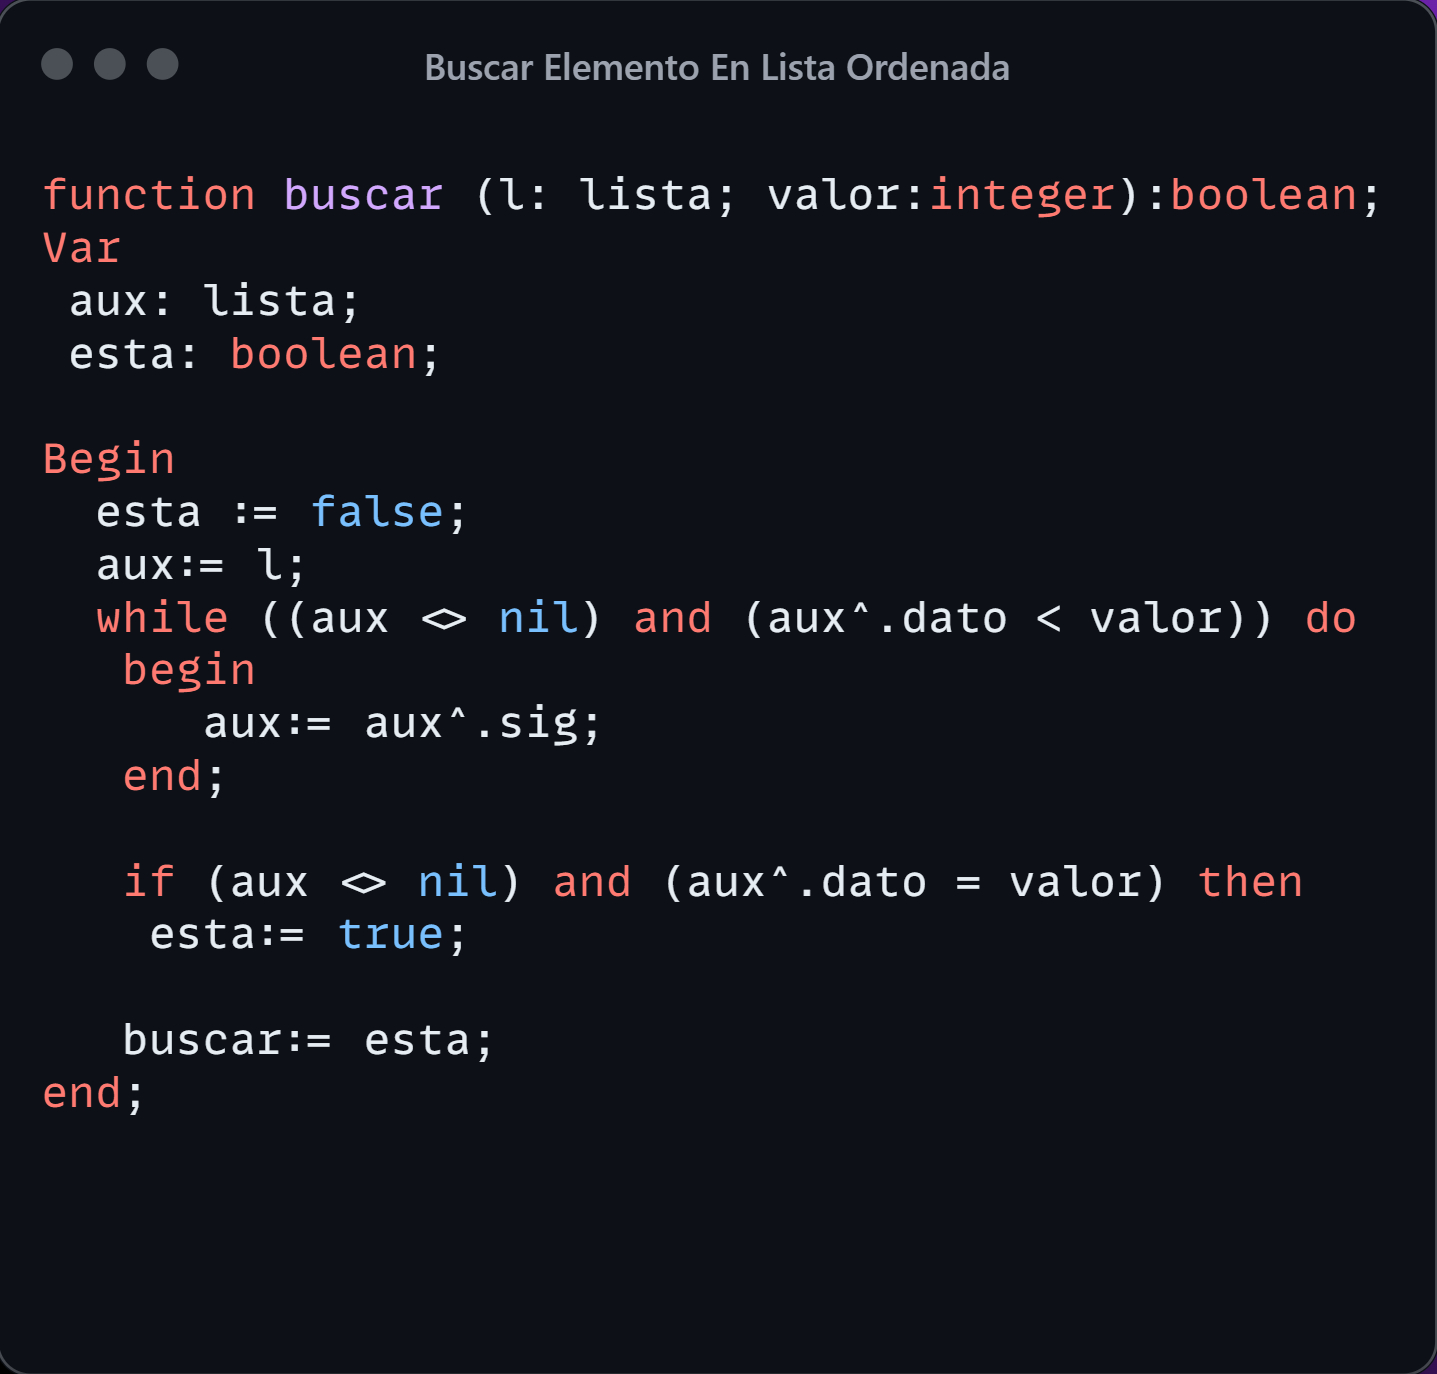 Buscar Elemento En Lista Ordenada
function buscar (l: lista; valor:integer):boolean;
Var
 aux: lista;
 esta: boolean;

Begin
  esta := false;
  aux:= l;
  while ((aux <> nil) and (aux^.dato < valor)) do
   begin
      aux:= aux^.sig;
   end;

   if (aux <> nil) and (aux^.dato = valor) then
    esta:= true;

   buscar:= esta;
end;